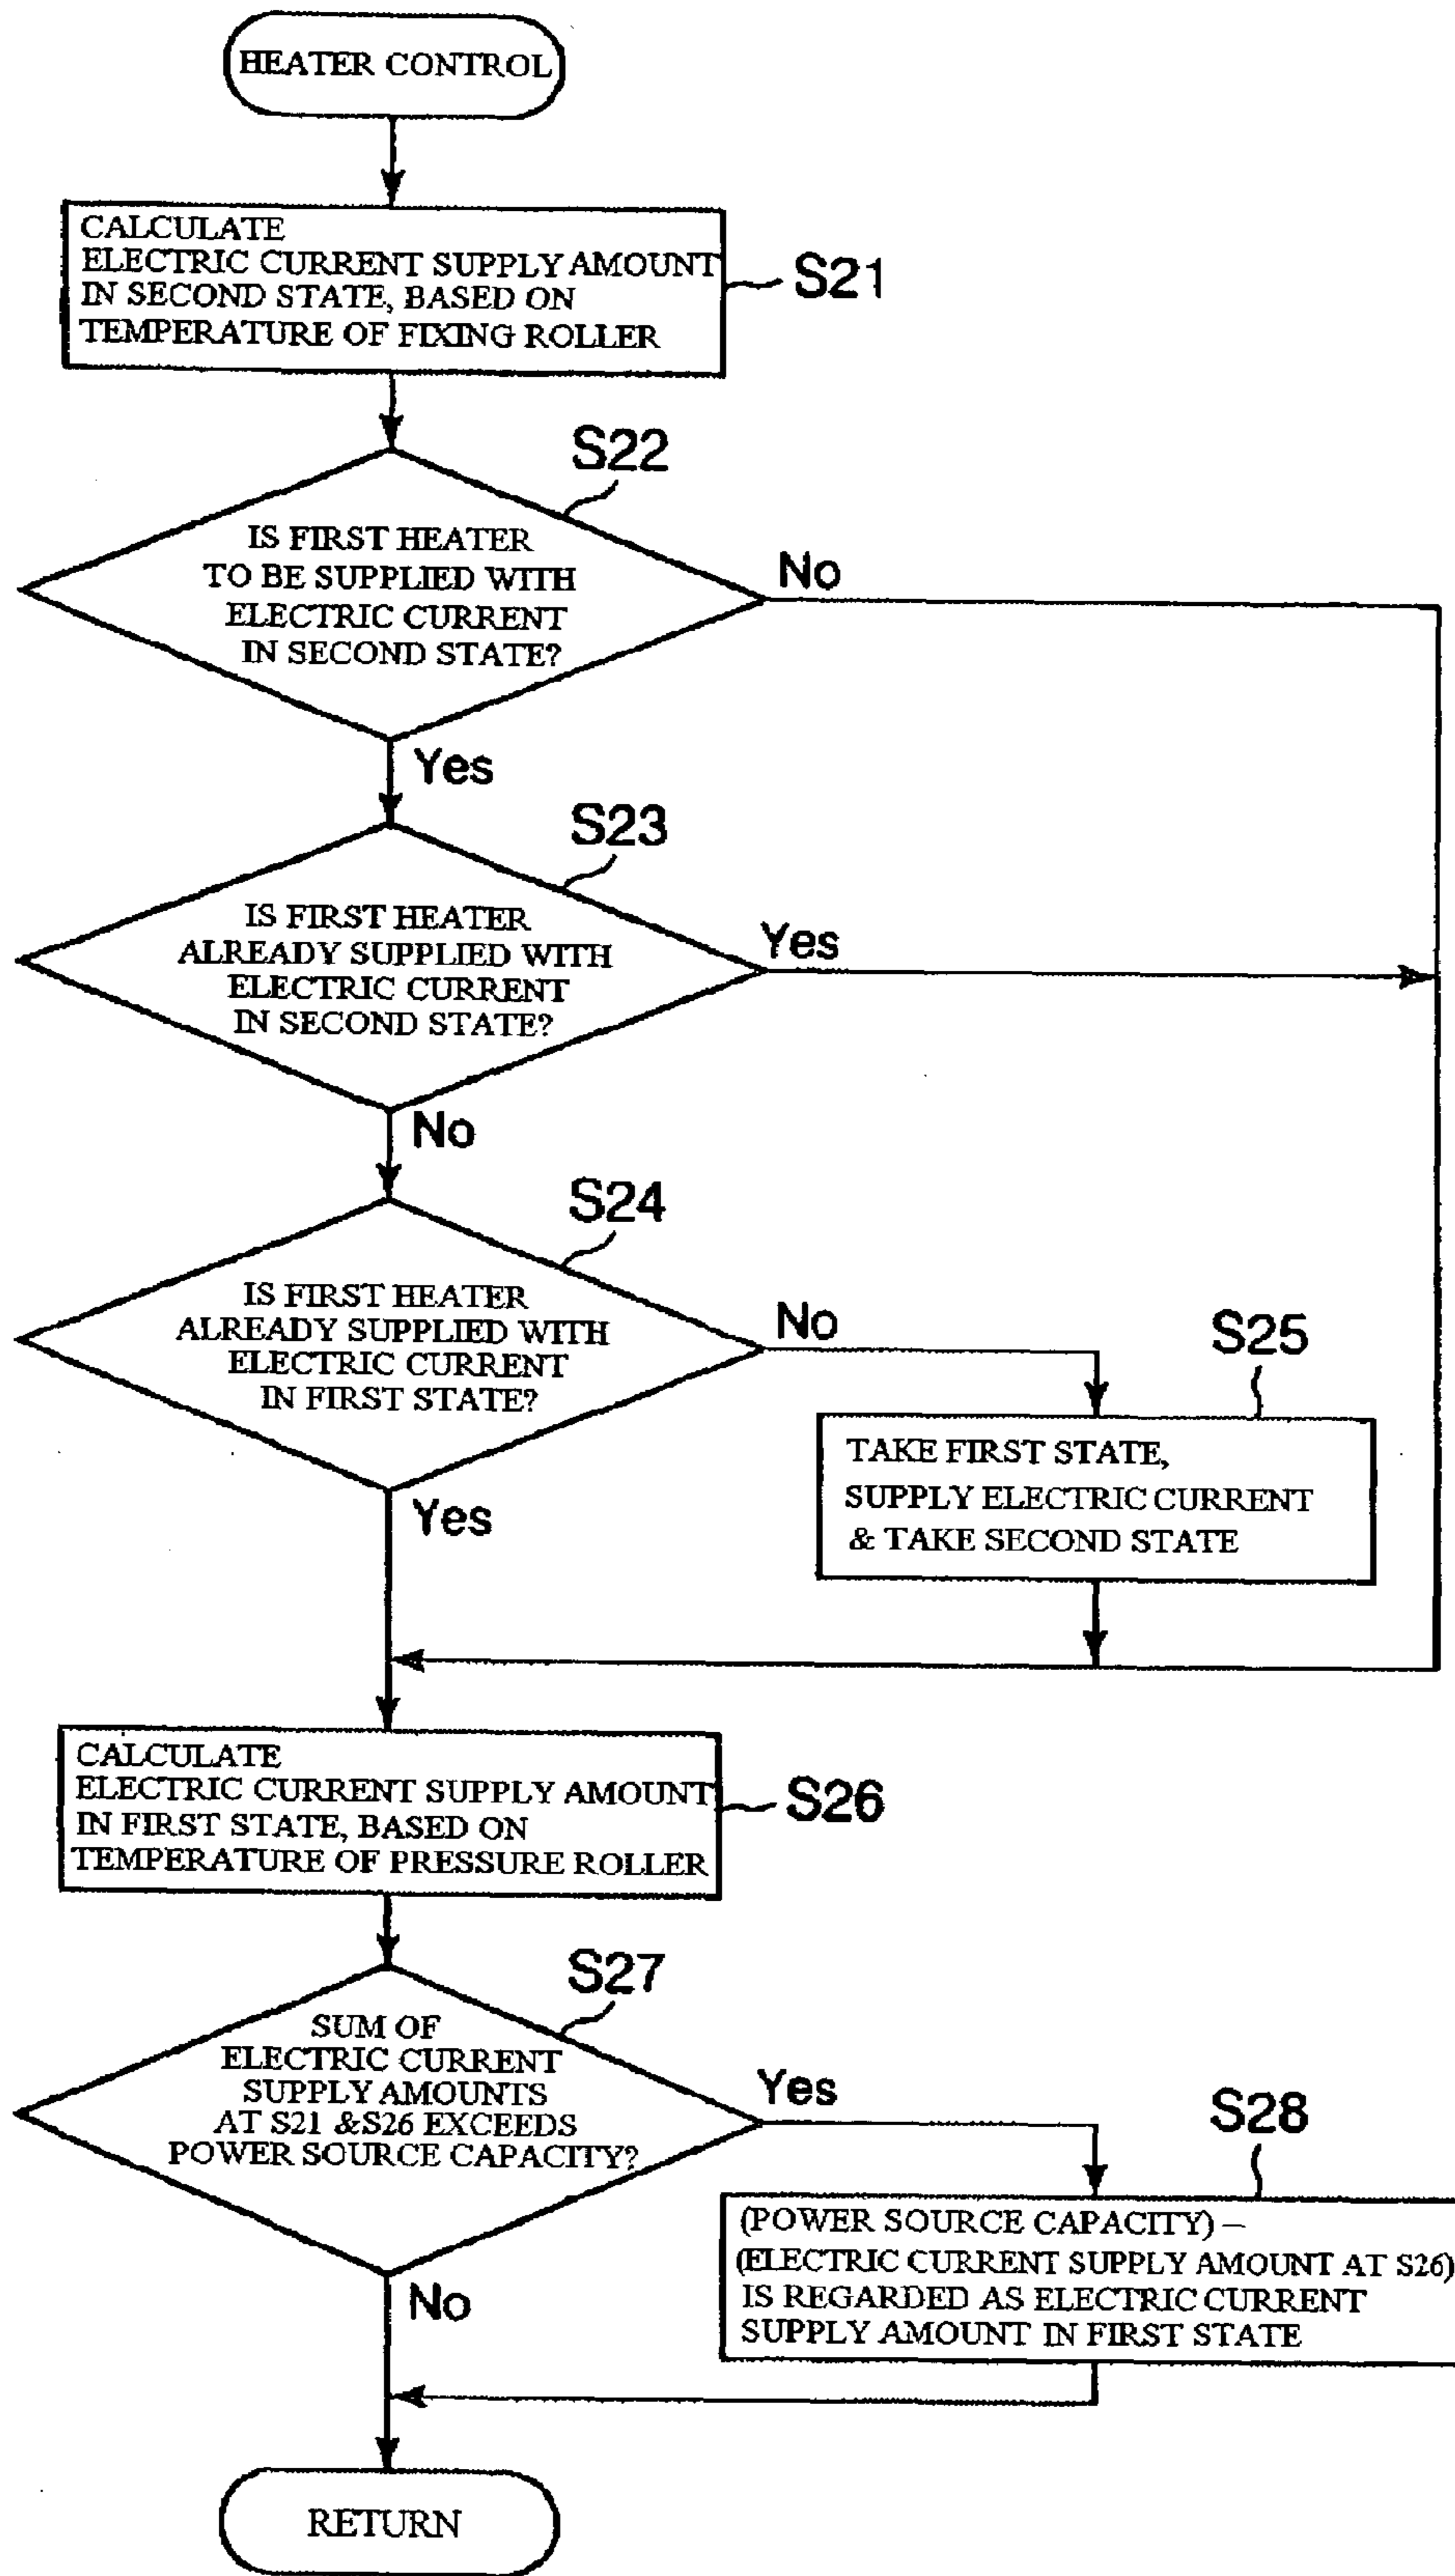 HEATER CONTROL
CALCULATE
ELECTRIC CURRENT SUPPLY AMOUNT
IN SECOND STATE, BASED ON
TEMPERATURE OF FIXING ROLLER
S21
S22
IS FIRST HEATER
TO BE SUPPLIED WITH
ELECTRIC CURRENT
IN SECOND STATE?
No
Yes
S23
IS FIRST HEATER
ALREADY SUPPLIED WITH
ELECTRIC CURRENT
IN SECOND STATE?
Yes
No
S24
IS FIRST HEATER
ALREADY SUPPLIED WITH
ELECTRIC CURRENT
IN FIRST STATE?
No
Yes
S25
TAKE FIRST STATE,
SUPPLY ELECTRIC CURRENT
& TAKE SECOND STATE
CALCULATE
ELECTRIC CURRENT SUPPLY AMOUNT
IN FIRST STATE, BASED ON
TEMPERATURE OF PRESSURE ROLLER
S26
S27
SUM OF
ELECTRIC CURRENT
SUPPLY AMOUNTS
AT S21 &S26 EXCEEDS
POWER SOURCE CAPACITY?
Yes
No
S28
(POWER SOURCE CAPACITY) –
(ELECTRIC CURRENT SUPPLY AMOUNT AT S26)
IS REGARDED AS ELECTRIC CURRENT
SUPPLY AMOUNT IN FIRST STATE
RETURN